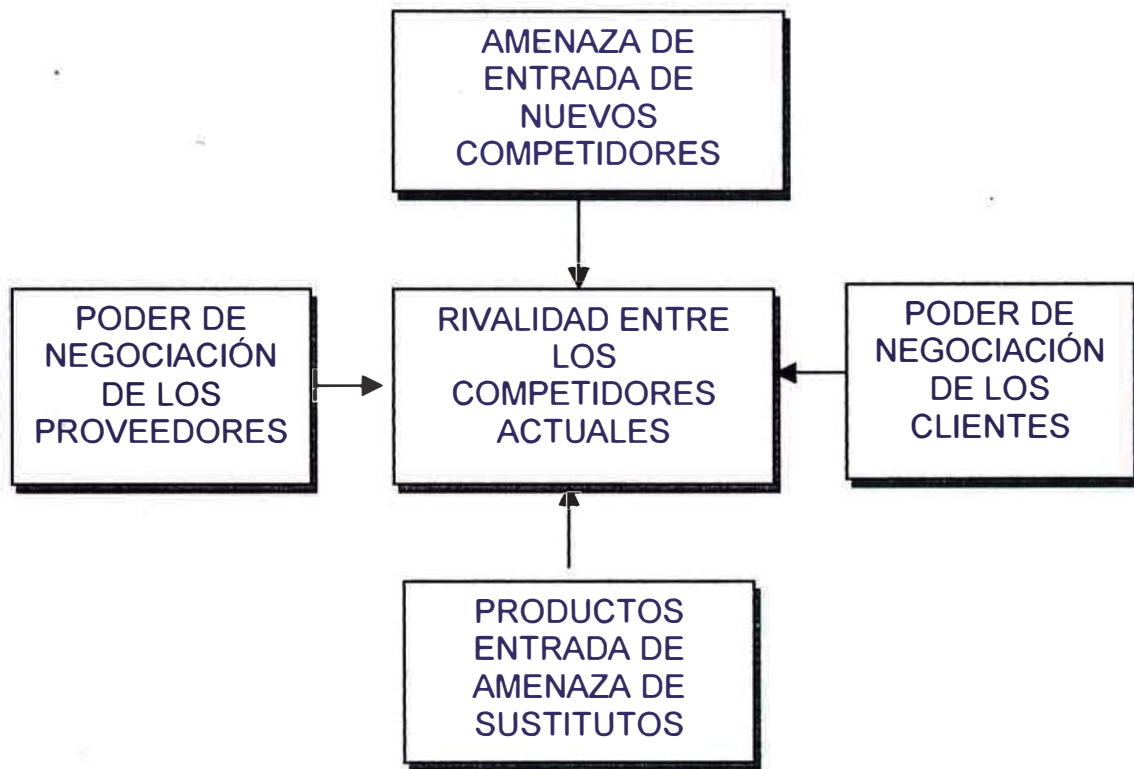 AMENAZA DE
ENTRADA DE
NUEVOS
COMPETIDORES
PODER DE
NEGOCIACIÓN
DE LOS
PROVEEDORES
RIVALIDAD ENTRE
LOS
COMPETIDORES
ACTUALES
PODER DE
NEGOCIACIÓN
DE LOS
CLIENTES
PRODUCTOS
ENTRADA DE
AMENAZA DE
SUSTITUTOS